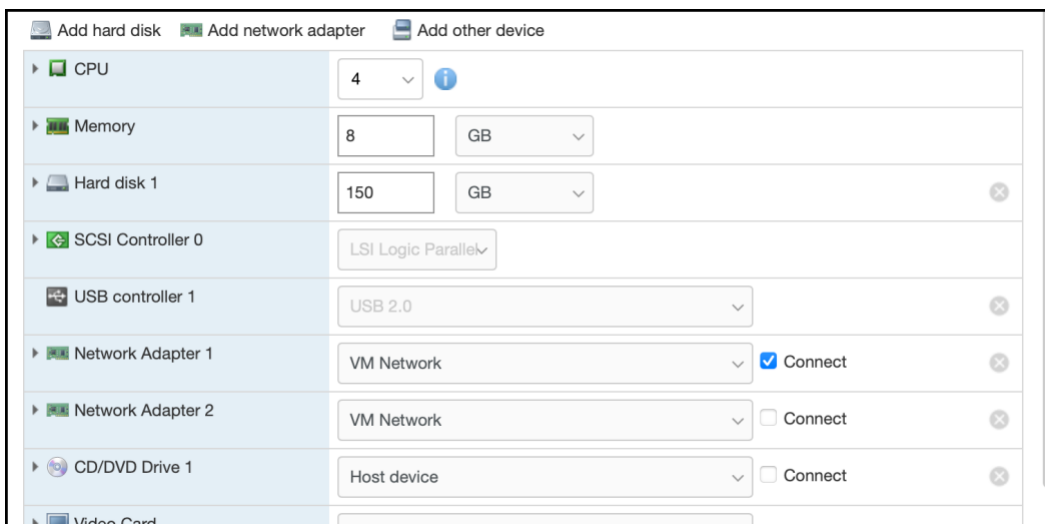 Add hard disk Add network adapter Add other device
CPU 4
Memory 8 GB
Hard disk 1 150 GB
SCSI Controller 0 LSI Logic Parallel
USB controller 1 USB 2.0
Network Adapter 1 VM Network Connect
Network Adapter 2 VM Network Connect
CD/DVD Drive 1 Host device Connect
Video Card